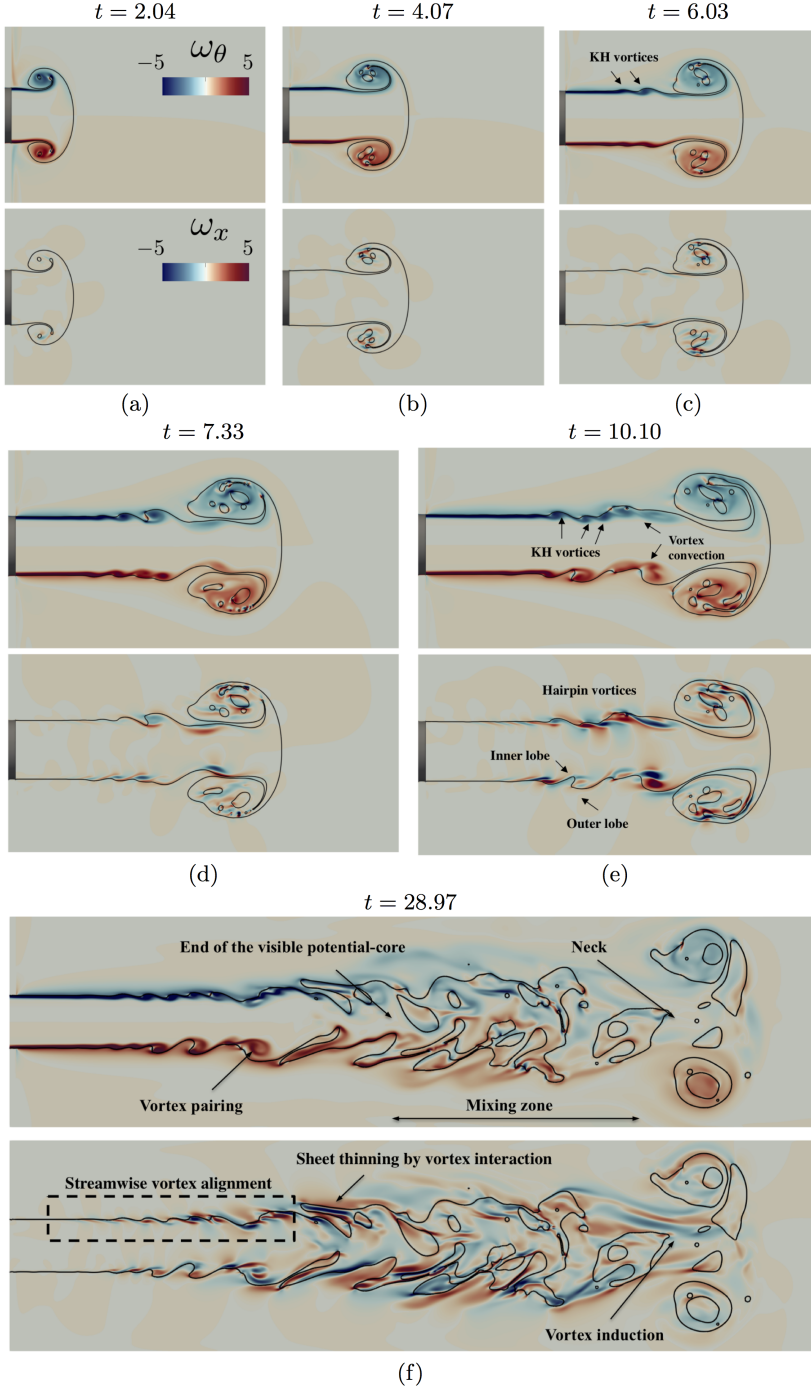 t = 2.04
t = 4.07
t = 6.03
ω_θ
−5 5
KH vortices
ω_x
−5 5
(a)
(b)
(c)
t = 7.33
t = 10.10
KH vortices
Vortex
convection
Hairpin vortices
Inner lobe
Outer lobe
(d)
(e)
t = 28.97
End of the visible potential-core
Neck
Vortex pairing
Mixing zone
Sheet thinning by vortex interaction
Streamwise vortex alignment
Vortex induction
(f)